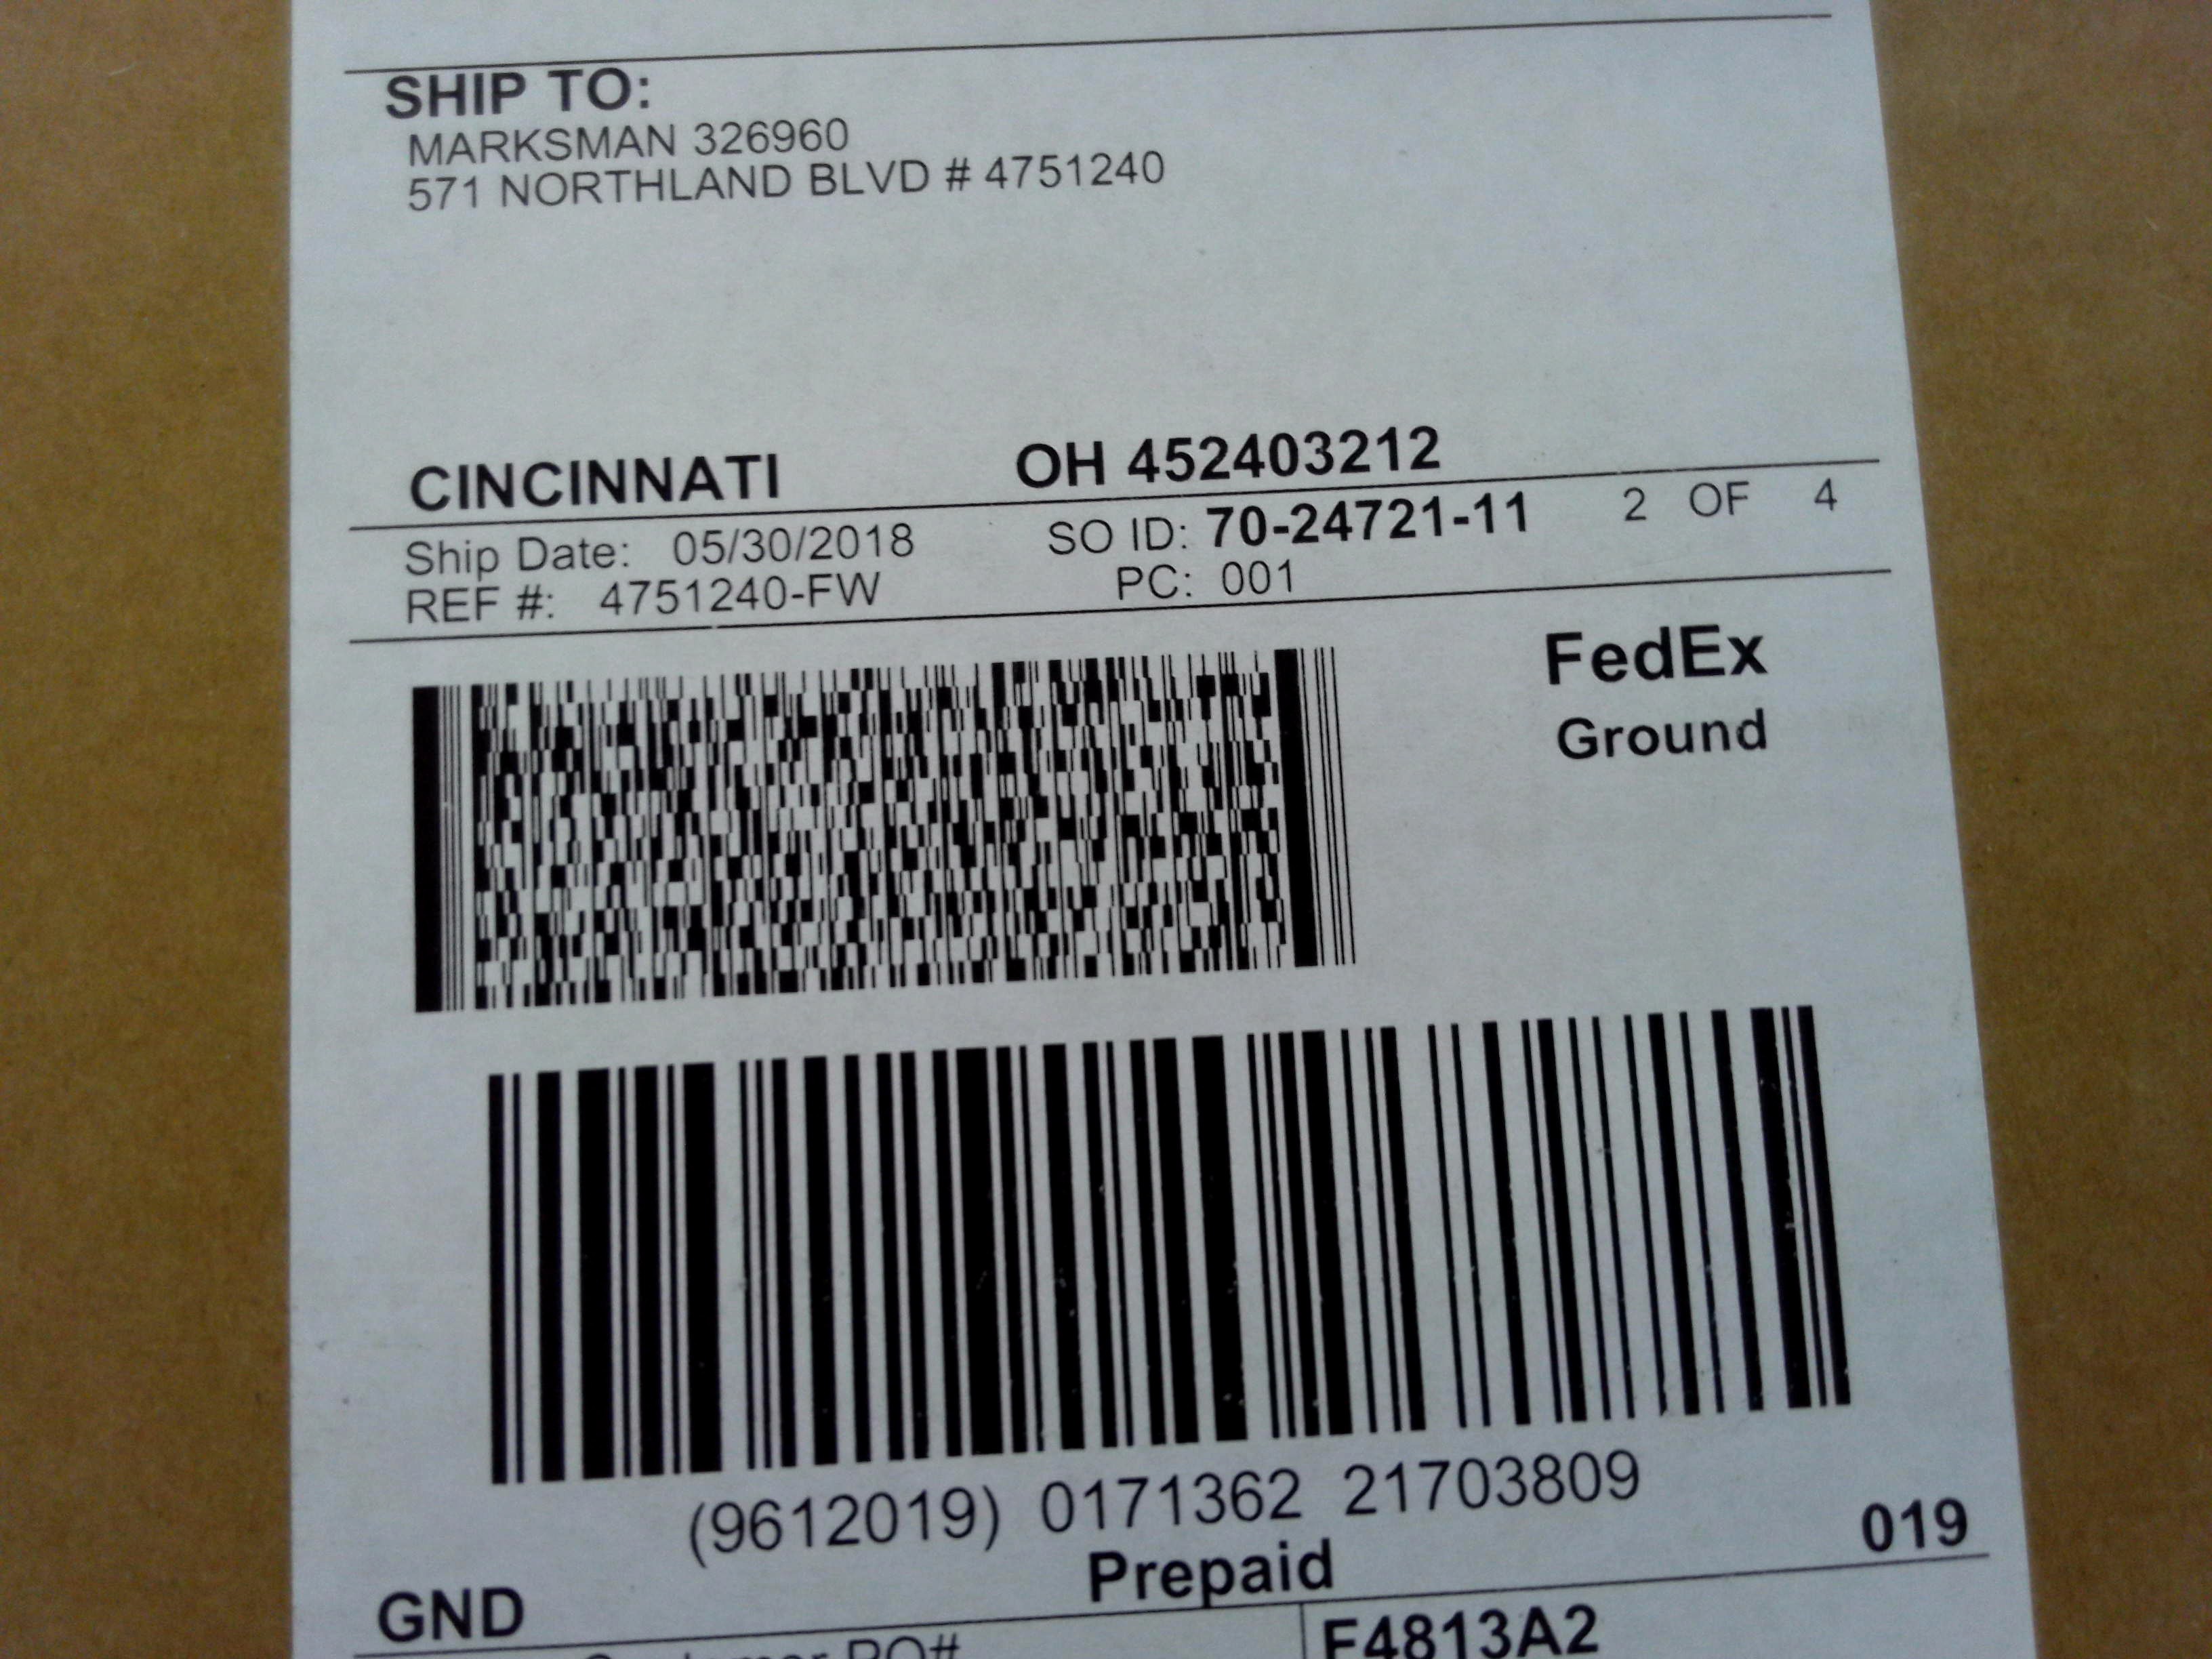 SHIP TO:
MARKSMAN 326960
571 NORTHLAND BLVD # 4751240
CINCINNATI OH 452403212
Ship Date: 05/30/2018 SO ID: 70-24721-11 2 OF 4
REF #: 4751240-FW PC: 001
FedEx
Ground
(9612019) 0171362 21703809
Prepaid 019
GND
Customer PO# F4813A2